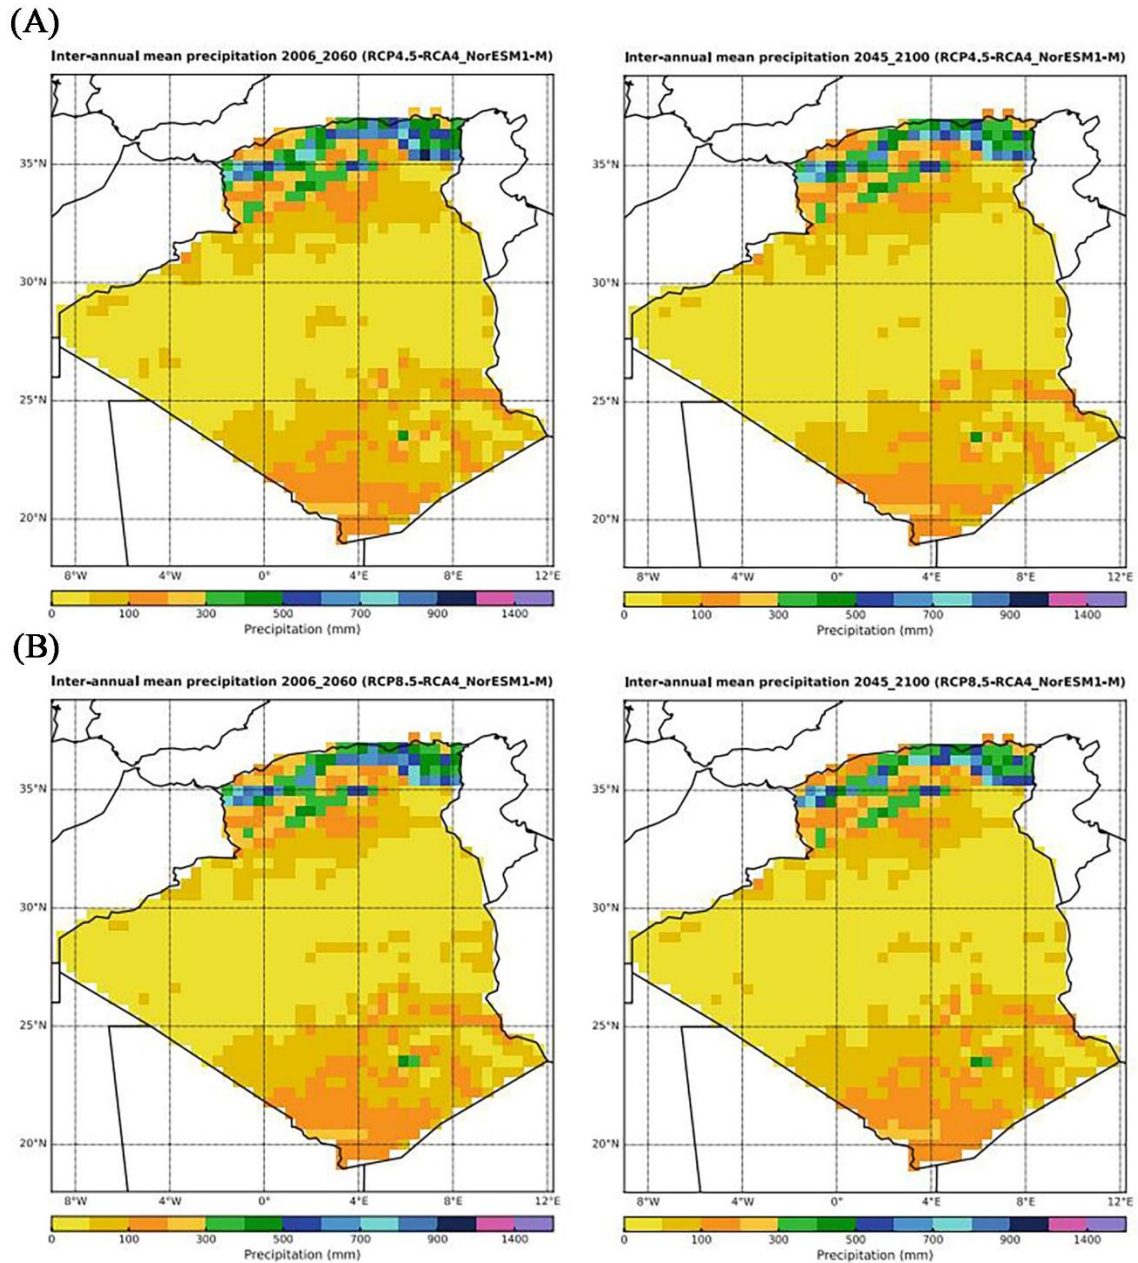 (A)
Inter-annual mean precipitation 2006_2060 (RCP4.5-RCA4_NorESM1-M)
Inter-annual mean precipitation 2045_2100 (RCP4.5-RCA4_NorESM1-M)
35°N
30°N
25°N
20°N
8°W 4°W 0° 4°E 8°E 12°E
0 100 300 500 700 900 1400
Precipitation (mm)
35°N
30°N
25°N
20°N
8°W 4°W 0° 4°E 8°E 12°E
0 100 300 500 700 900 1400
Precipitation (mm)
(B)
Inter-annual mean precipitation 2006_2060 (RCP8.5-RCA4_NorESM1-M)
Inter-annual mean precipitation 2045_2100 (RCP8.5-RCA4_NorESM1-M)
35°N
30°N
25°N
20°N
8°W 4°W 0° 4°E 8°E 12°E
0 100 300 500 700 900 1400
Precipitation (mm)
35°N
30°N
25°N
20°N
8°W 4°W 0° 4°E 8°E 12°E
0 100 300 500 700 900 1400
Precipitation (mm)